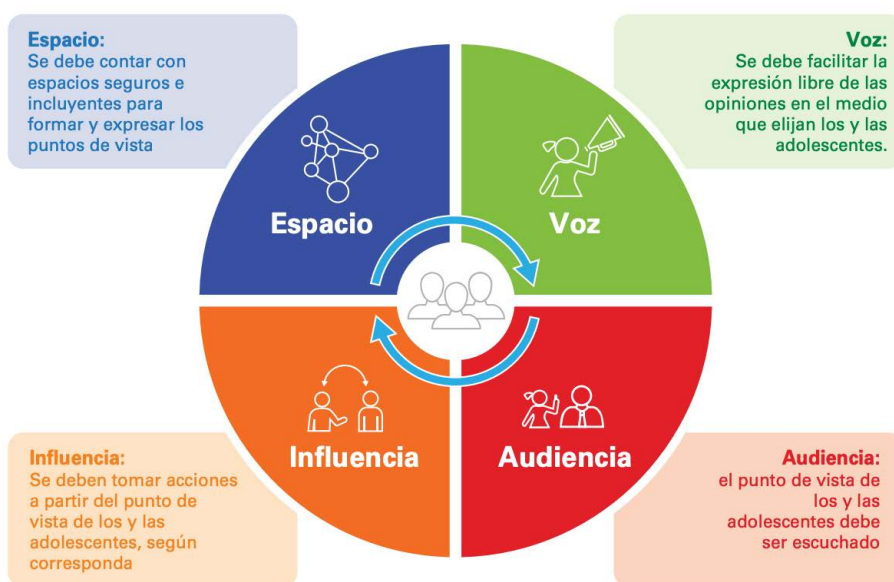 Espacio:
Se debe contar con
espacios seguros e
incluyentes para
formar y expresar los
puntos de vista
Voz:
Se debe facilitar la
expresión libre de las
opiniones en el medio
que elijan los y las
adolescentes.
Espacio
Voz
Influencia
Audiencia
Influencia:
Se deben tomar acciones
a partir del punto de
vista de los y las
adolescentes, según
corresponda
Audiencia:
el punto de vista de
los y las
adolescentes debe
ser escuchado